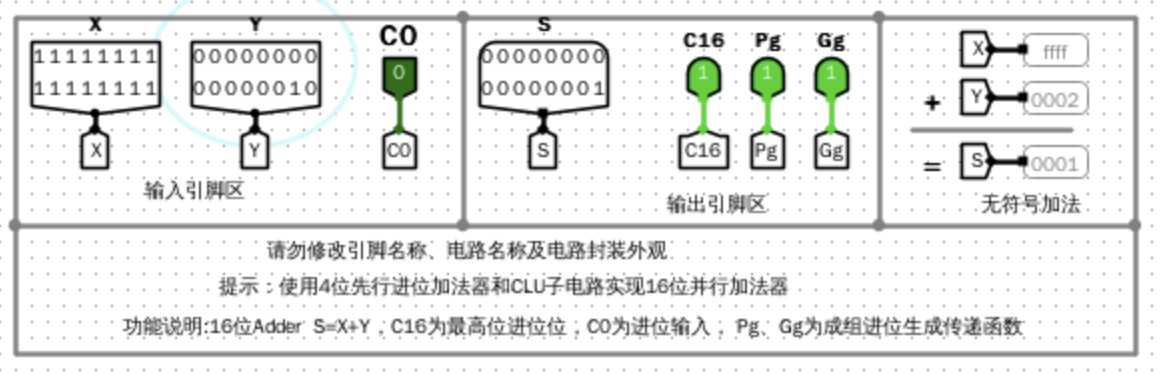 X Y C0 S C16 Pg Gg
11111111 00000000 0 00000000 1 1 1
11111111 00000010 00000001
X ffff
+ Y 0002
= S 0001
X Y C0 S C16 Pg Gg
输入引脚区 输出引脚区 无符号加法
请勿修改引脚名称、电路名称及电路封装外观
提示：使用4位先行进位加法器和CLU子电路实现16位并行加法器
功能说明:16位Adder S=X+Y，C16为最高位进位位，C0为进位输入， Pg、Gg为成组进位生成传递函数